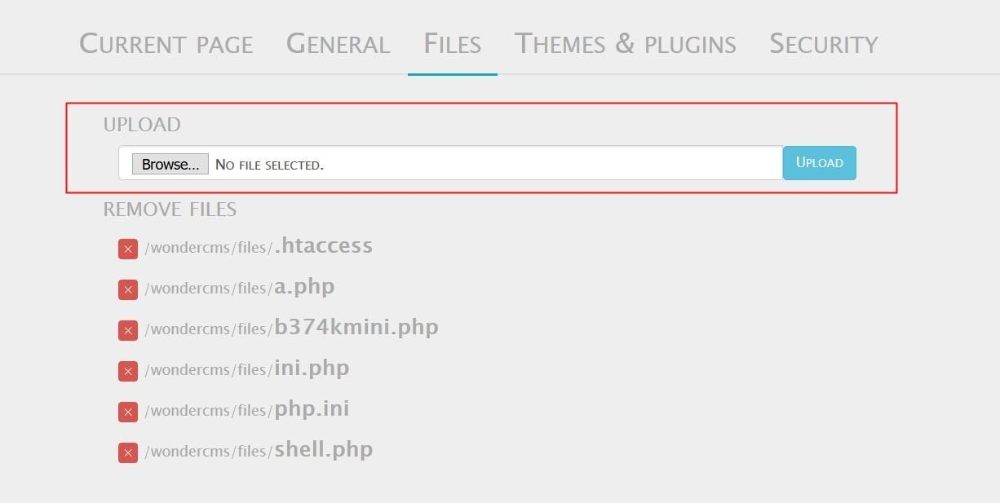 Current page General Files Themes & plugins Security
UPLOAD
Browse... No file selected. Upload
REMOVE FILES
/wondercms/files/.htaccess
/wondercms/files/a.php
/wondercms/files/b374kmini.php
/wondercms/files/ini.php
/wondercms/files/php.ini
/wondercms/files/shell.php